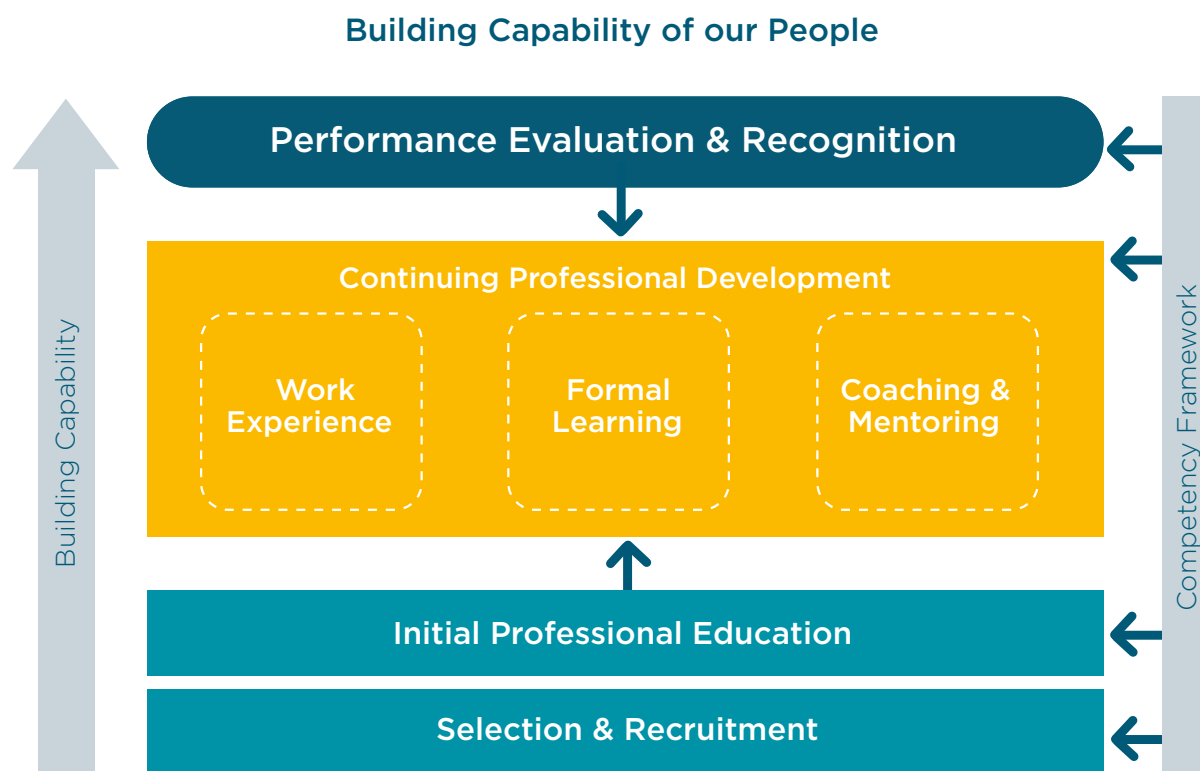 Building Capability of our People
Performance Evaluation & Recognition
Continuing Professional Development
Work
Experience
Formal
Learning
Coaching &
Mentoring
Initial Professional Education
Selection & Recruitment
Building Capability
Competency Framework